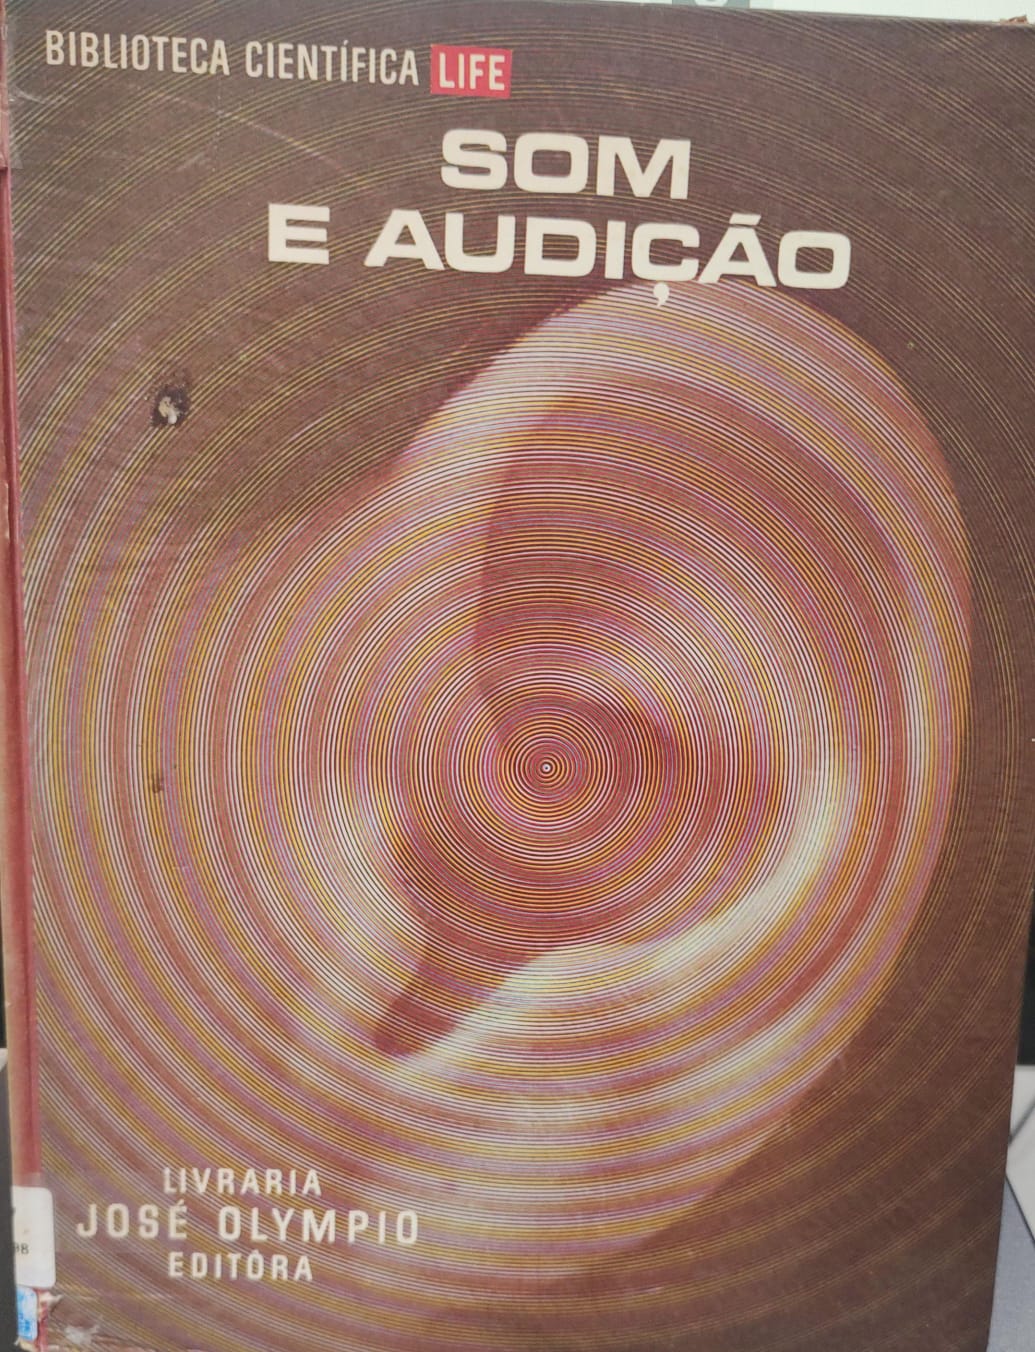 BIBLIOTECA CIENTÍFICA LIFE
SOM
E AUDIÇÃO
LIVRARIA
JOSÉ OLYMPIO
EDITÔRA